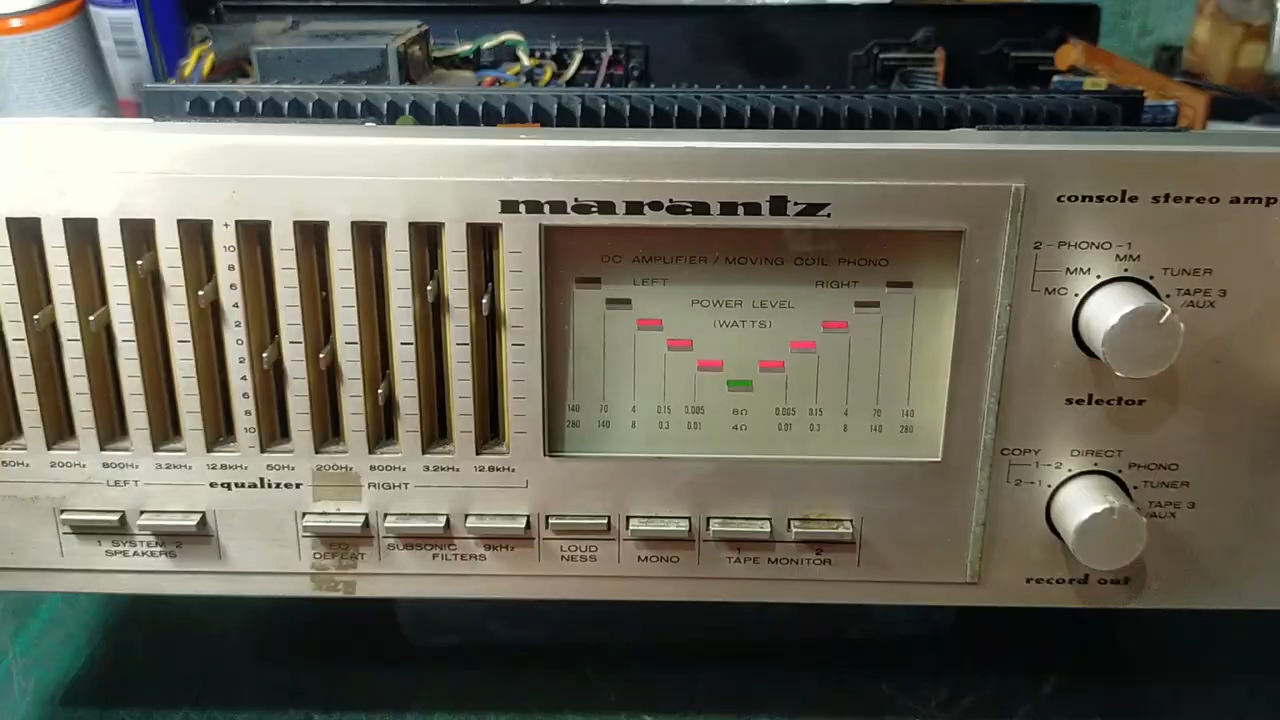 marantz
console stereo amp
DC AMPLIFIER / MOVING COIL PHONO
LEFT
RIGHT
POWER LEVEL
(WATTS)
140 70 4 0.15 0.005 8Ω 0.005 0.15 4 70 140
280 140 8 0.3 0.01 4Ω 0.01 0.3 8 140 280
+
10
8
6
4
2
0
2
4
6
8
10
-
50Hz 200Hz 800Hz 3.2kHz 12.8kHz 50Hz 200Hz 800Hz 3.2kHz 12.8kHz
LEFT equalizer RIGHT
1 SYSTEM 2
SPEAKERS
EQ
DEFEAT
SUBSONIC 9kHz
FILTERS
LOUD
NESS
MONO
1 2
TAPE MONITOR
2-PHONO-1
MM
MM
TUNER
MC
TAPE 3
/AUX
selector
COPY
DIRECT
1-2
PHONO
2-1
TUNER
TAPE 3
/AUX
record out